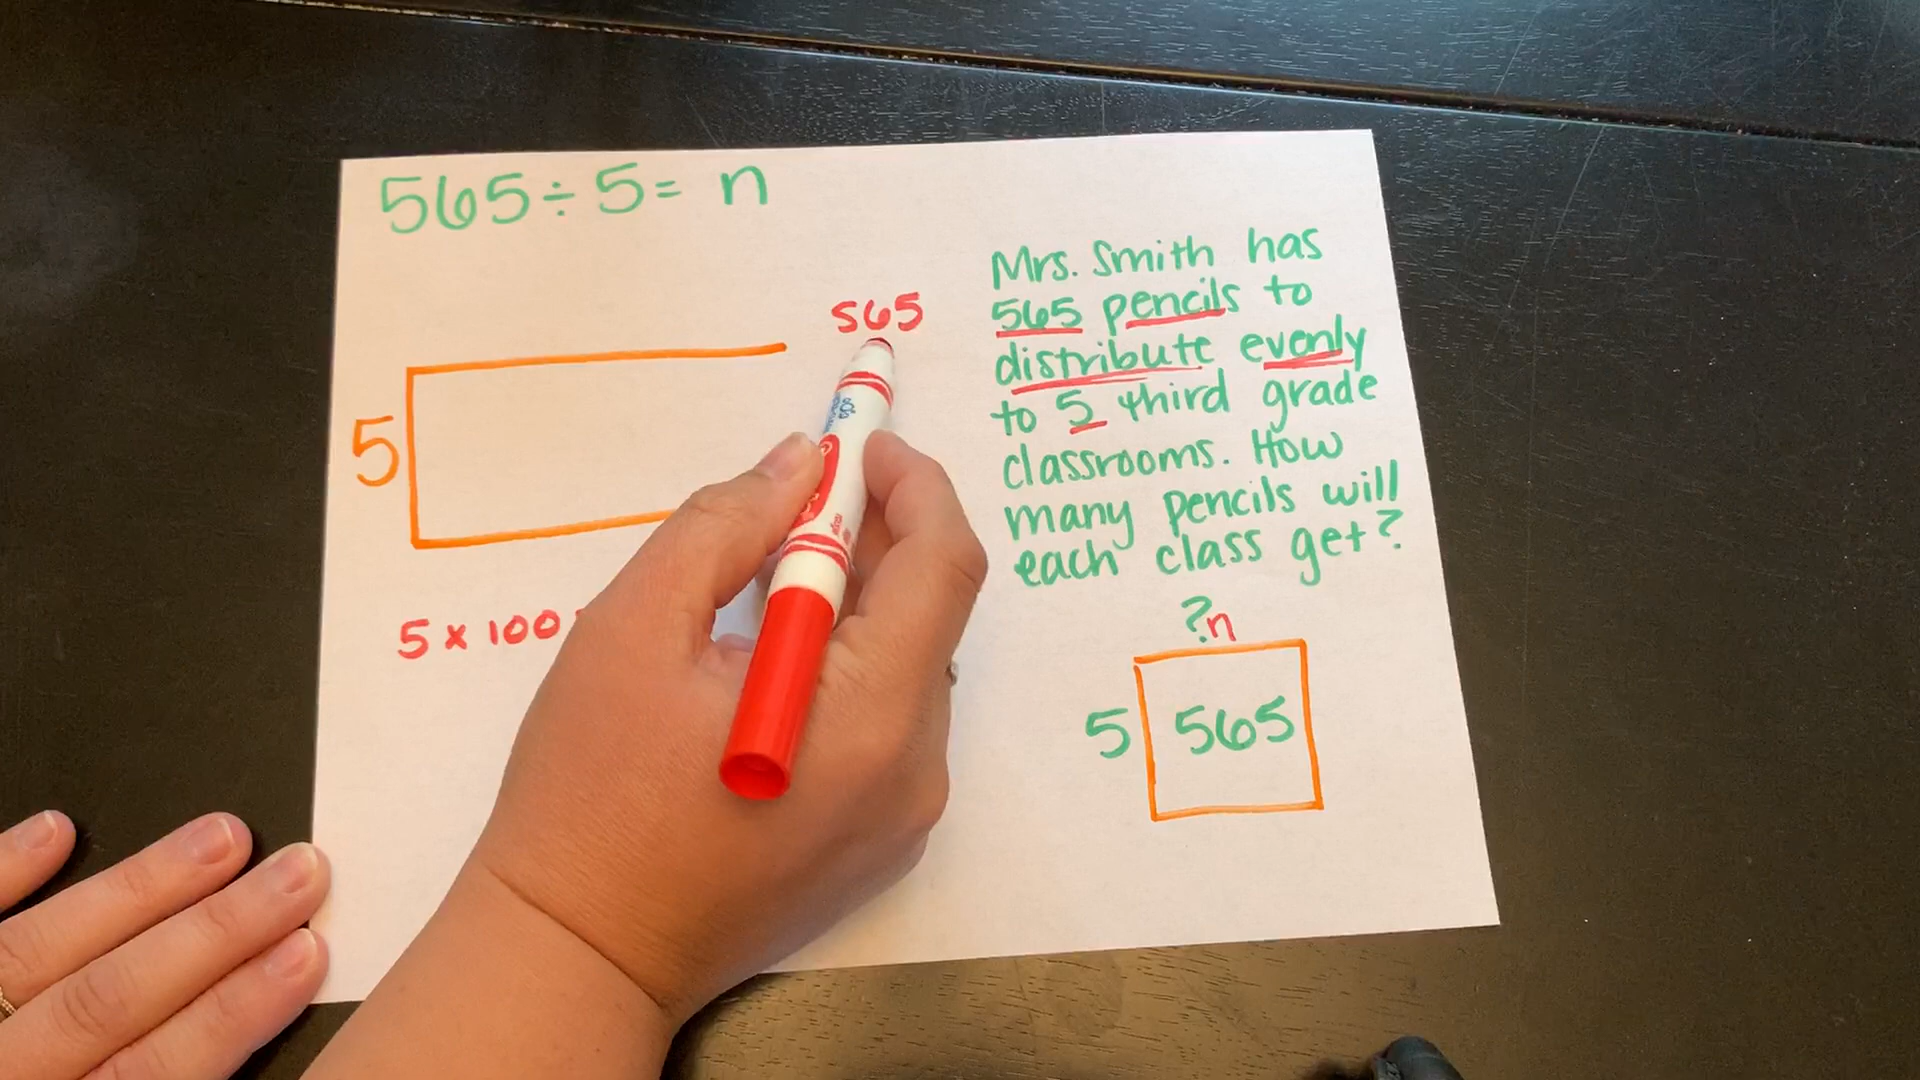 565 ÷ 5 = n
565
5
5 x 100
Mrs. Smith has
565 pencils to
distribute evenly
to 5 third grade
classrooms. How
many pencils will
each class get?
?n
5 565